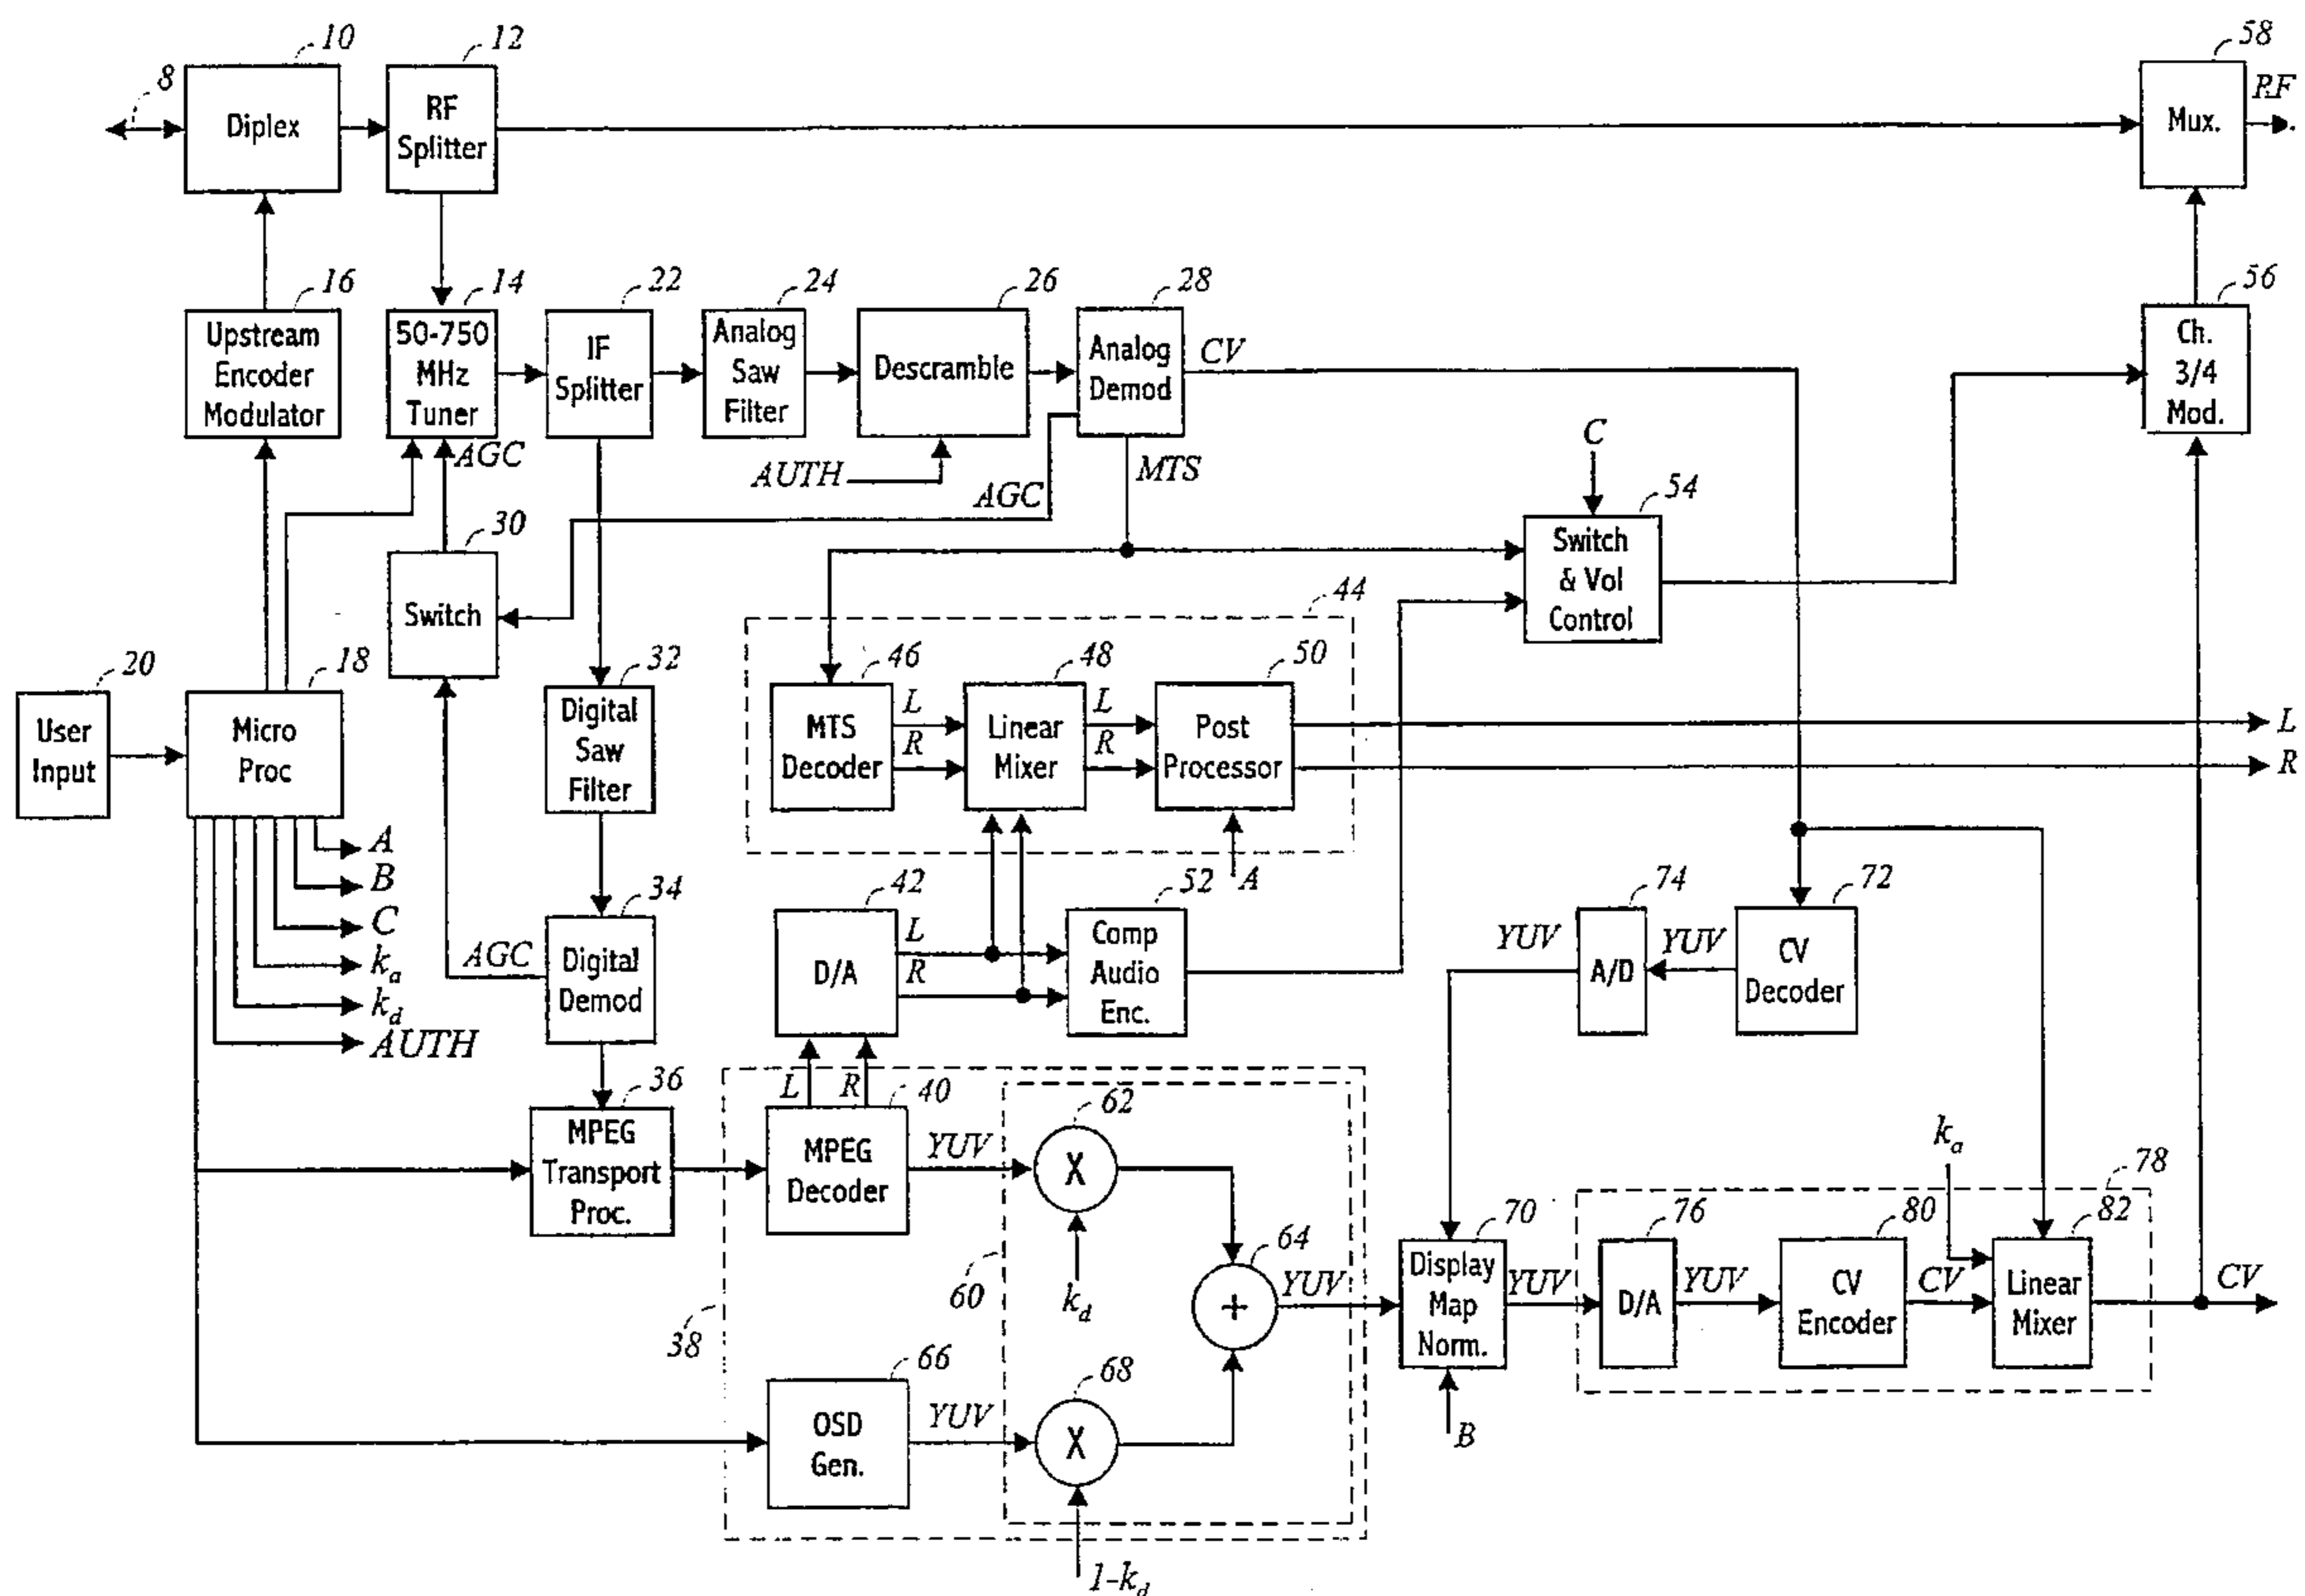 10
12
58
8
Diplex
RF
Splitter
Mux.
RF
16
14
22
24
26
28
56
Upstream
Encoder
Modulator
50-750
MHz
Tuner
IF
Splitter
Analog
Saw
Filter
Descramble
Analog
Demod
CV
Ch.
3/4
Mod.
AGC
AUTH
AGC
MTS
C
54
30
Switch
Switch
& Vol
Control
44
20
18
32
46
48
50
User
Input
Micro
Proc
Digital
Saw
Filter
MTS
Decoder
L
R
Linear
Mixer
L
R
Post
Processor
L
R
A
B
C
ka
kd
AUTH
34
AGC
Digital
Demod
42
52
A
74
72
D/A
L
R
Comp
Audio
Enc.
YUV
A/D
YUV
CV
Decoder
36
L
R
40
62
MPEG
Transport
Proc.
MPEG
Decoder
YUV
X
ka
78
kd
60
64
70
76
80
82
38
+
YUV
Display
Map
Norm.
YUV
D/A
YUV
CV
Encoder
CV
Linear
Mixer
CV
66
68
OSD
Gen.
YUV
X
B
1-kd